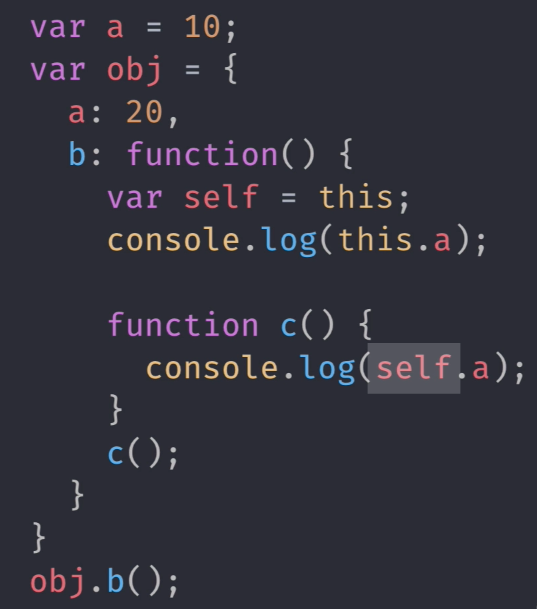 var a = 10;
var obj = {
  a: 20,
  b: function() {
    var self = this;
    console.log(this.a);

    function c() {
      console.log(self.a);
    }
    c();
  }
}
obj.b();